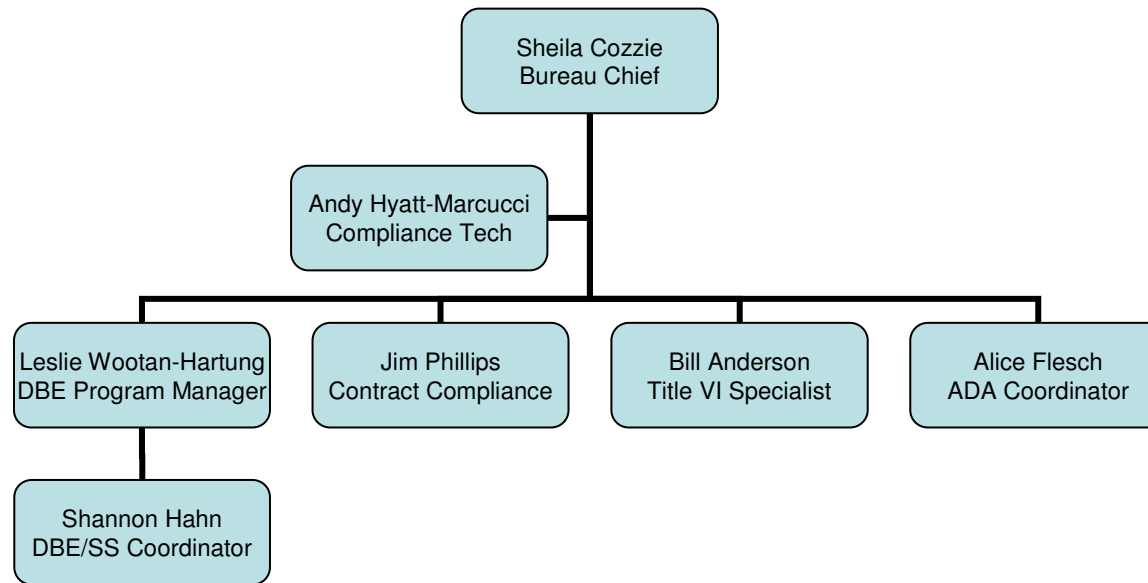 Sheila Cozzie
Bureau Chief
Andy Hyatt-Marcucci
Compliance Tech
Leslie Wootan-Hartung
DBE Program Manager
Jim Phillips
Contract Compliance
Bill Anderson
Title VI Specialist
Alice Flesch
ADA Coordinator
Shannon Hahn
DBE/SS Coordinator